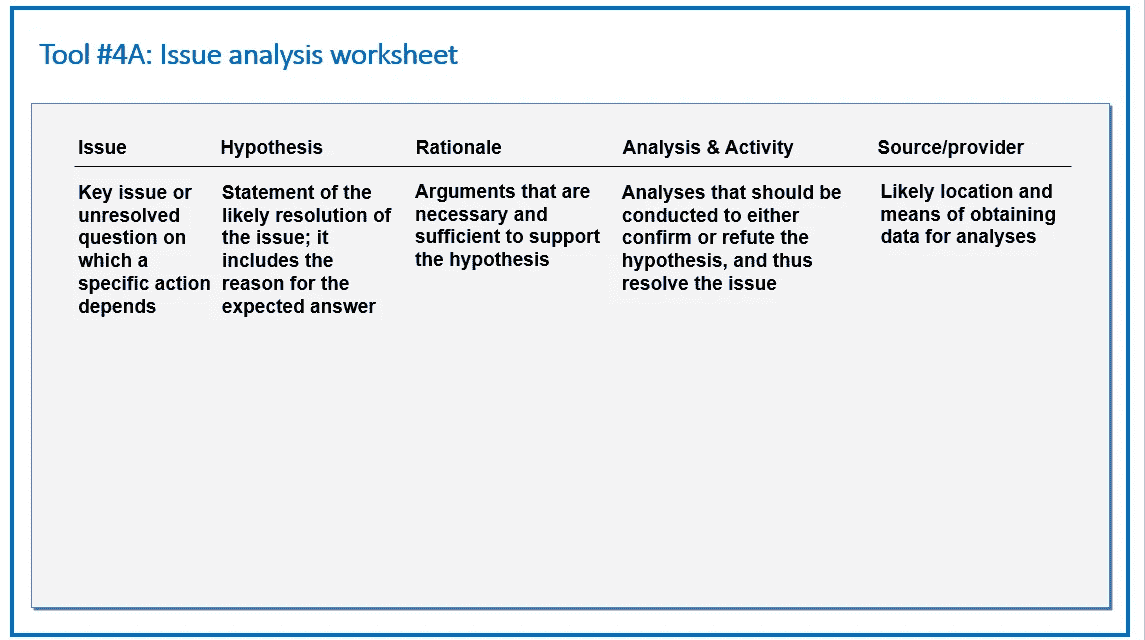 Tool #4A: Issue analysis worksheet
Issue Hypothesis Rationale Analysis & Activity Source/provider
Key issue or
unresolved
question on
which a
specific action
depends
Statement of the
likely resolution of
the issue; it
includes the
reason for the
expected answer
Arguments that are
necessary and
sufficient to support
the hypothesis
Analyses that should be
conducted to either
confirm or refute the
hypothesis, and thus
resolve the issue
Likely location and
means of obtaining
data for analyses